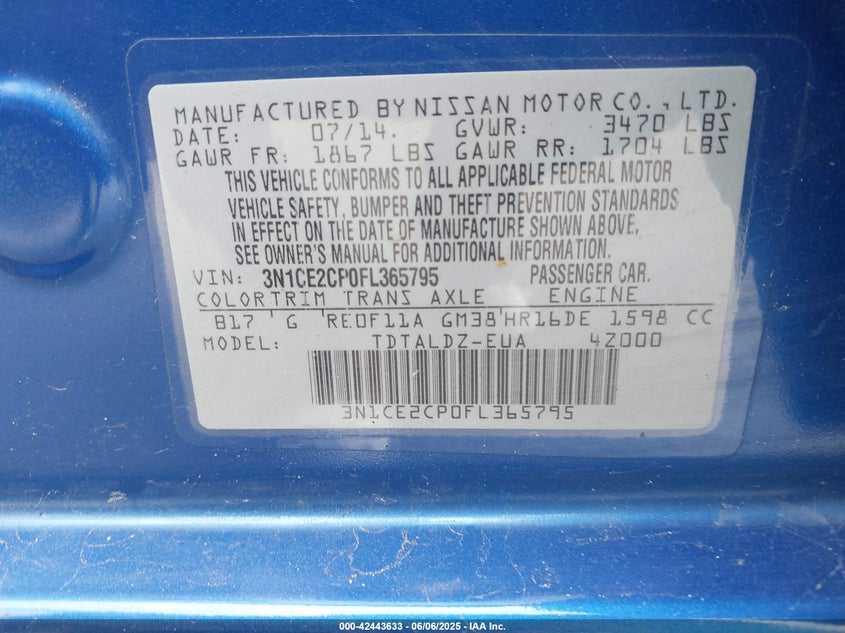 MANUFACTURED BY NISSAN MOTOR CO., LTD.
DATE: 07/14. GVWR: 3470 LBS
GAWR FR: 1867 LBS GAWR RR: 1704 LBS
THIS VEHICLE CONFORMS TO ALL APPLICABLE FEDERAL MOTOR
VEHICLE SAFETY, BUMPER AND THEFT PREVENTION STANDARDS
IN EFFECT ON THE DATE OF MANUFACTURE SHOWN ABOVE,
SEE OWNER'S MANUAL FOR ADDITIONAL INFORMATION.
VIN: 3N1CE2CP0FL365795 PASSENGER CAR.
COLOR TRIM TRANS AXLE ENGINE
B17 G RE0F11A GM38 HR16DE 1598 CC
MODEL: TDTALDZ-EUA 4Z000
3N1CE2CP0FL365795
000-42443633 - 06/06/2025 - IAA Inc.